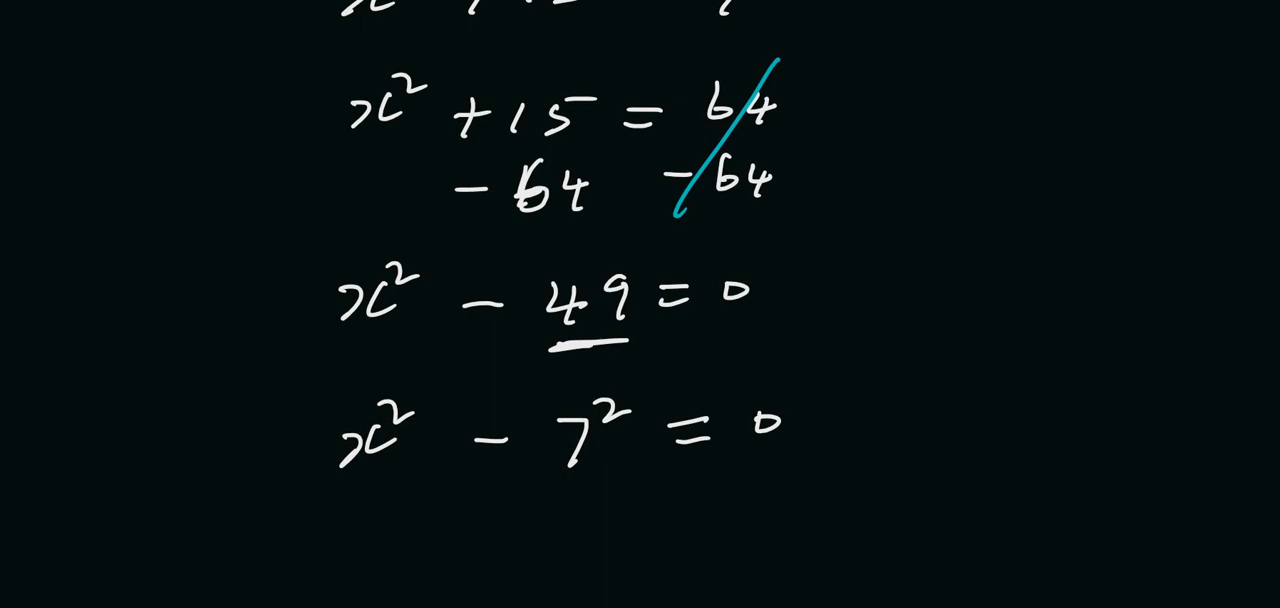 x² + 15 = 64
- 64 - 64
x² - 49 = 0
x² - 7² = 0